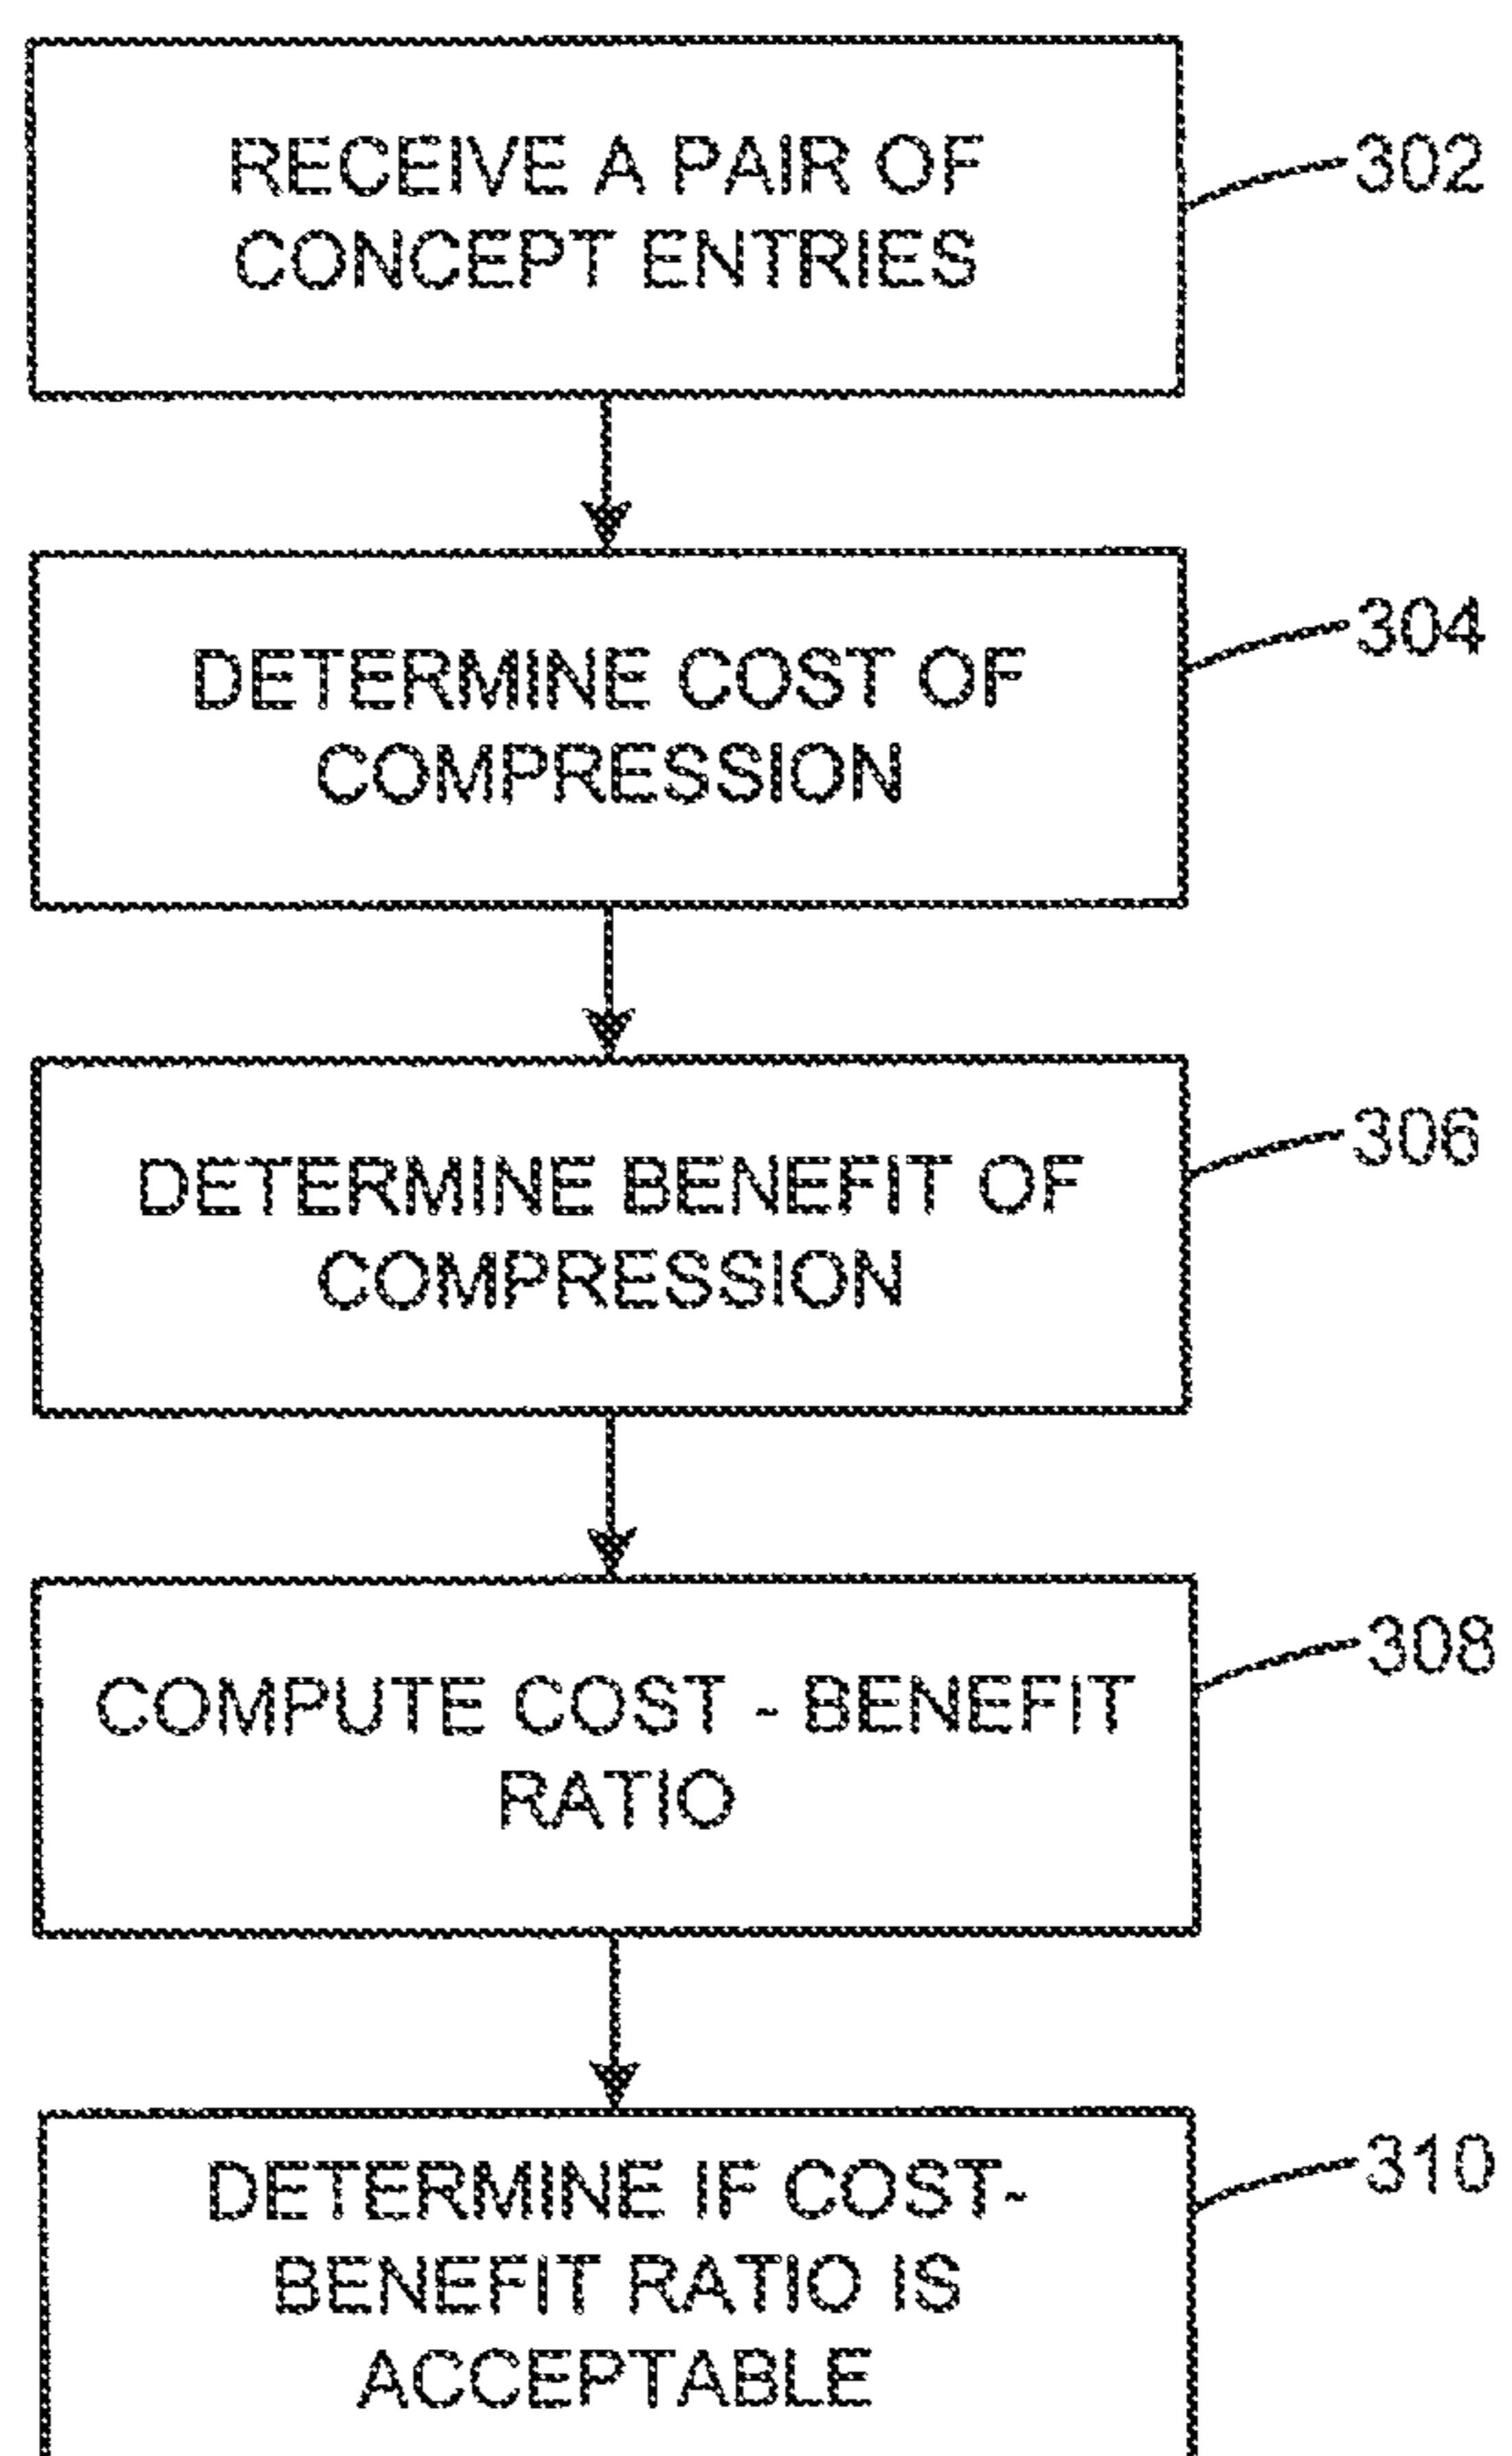 RECEIVE A PAIR OF
CONCEPT ENTRIES
302
DETERMINE COST OF
COMPRESSION
304
DETERMINE BENEFIT OF
COMPRESSION
306
COMPUTE COST - BENEFIT
RATIO
308
DETERMINE IF COST-
BENEFIT RATIO IS
ACCEPTABLE
310